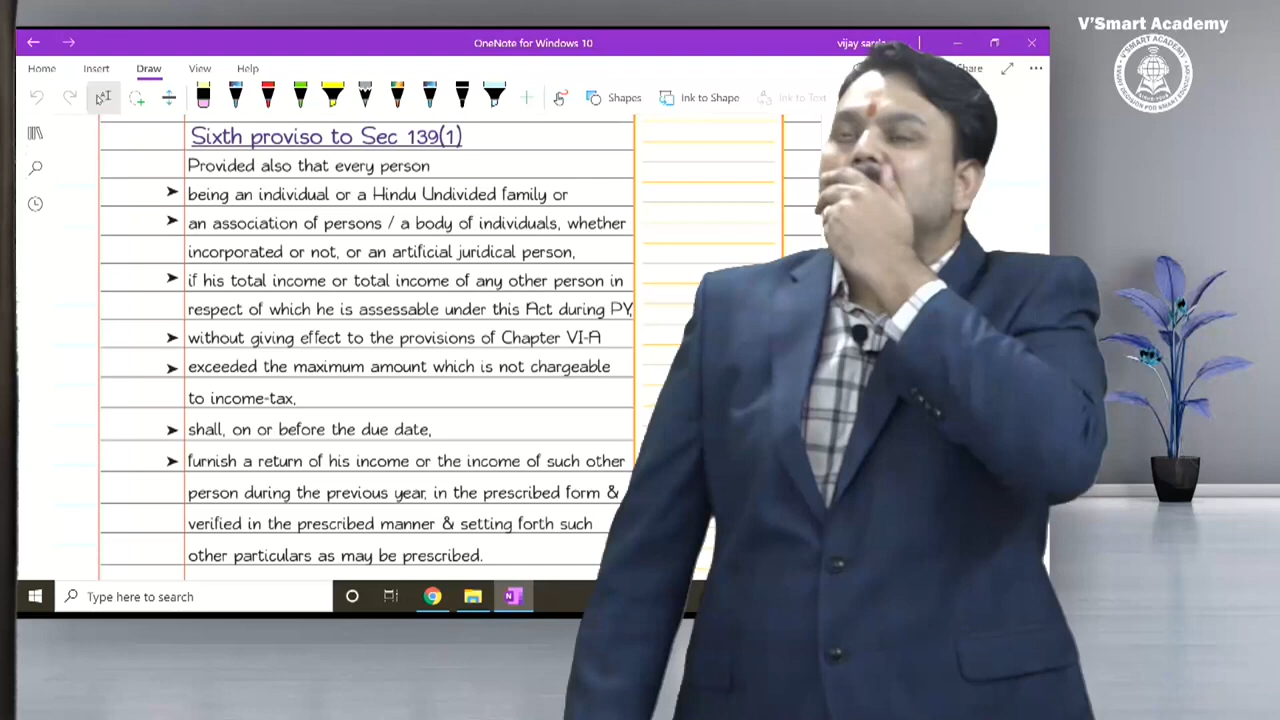 V'Smart Academy
OneNote for Windows 10
vijay sarda
Home Insert Draw View Help
Share
Shapes Ink to Shape Ink to Text
Sixth proviso to Sec 139(1)
Provided also that every person
➤ being an individual or a Hindu Undivided family or
➤ an association of persons / a body of individuals, whether
incorporated or not, or an artificial juridical person,
➤ if his total income or total income of any other person in
respect of which he is assessable under this Act during PY,
➤ without giving effect to the provisions of Chapter VI-A
➤ exceeded the maximum amount which is not chargeable
to income-tax,
➤ shall, on or before the due date,
➤ furnish a return of his income or the income of such other
person during the previous year, in the prescribed form &
verified in the prescribed manner & setting forth such
other particulars as may be prescribed.
Type here to search